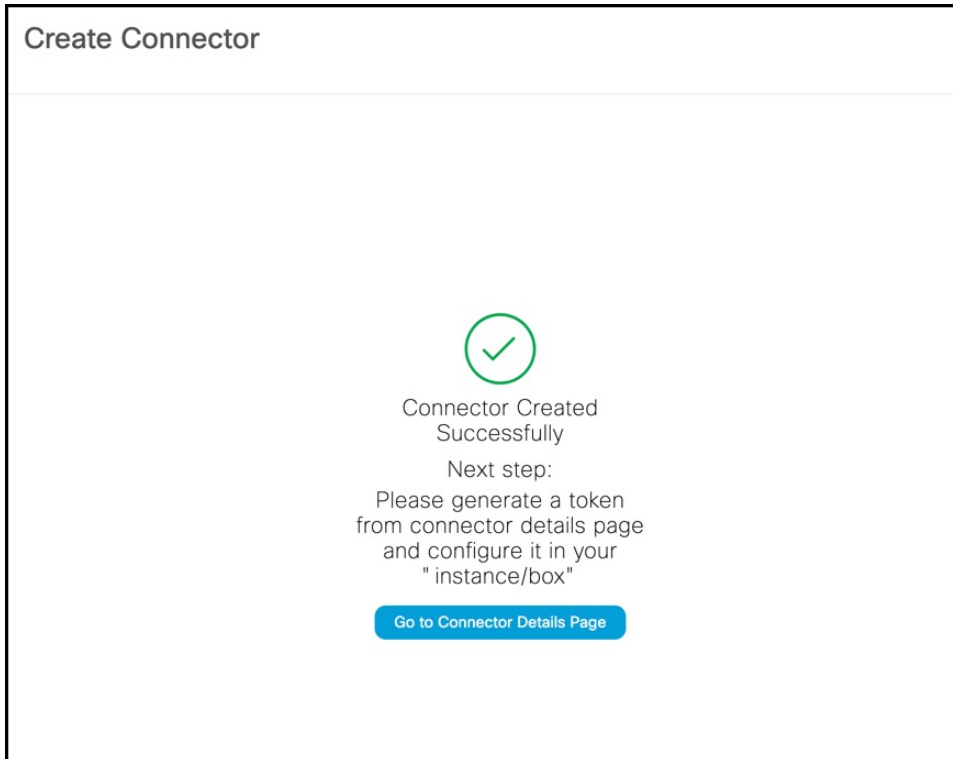 Create Connector
Connector Created
Successfully
Next step:
Please generate a token
from connector details page
and configure it in your
" instance/box"
Go to Connector Details Page